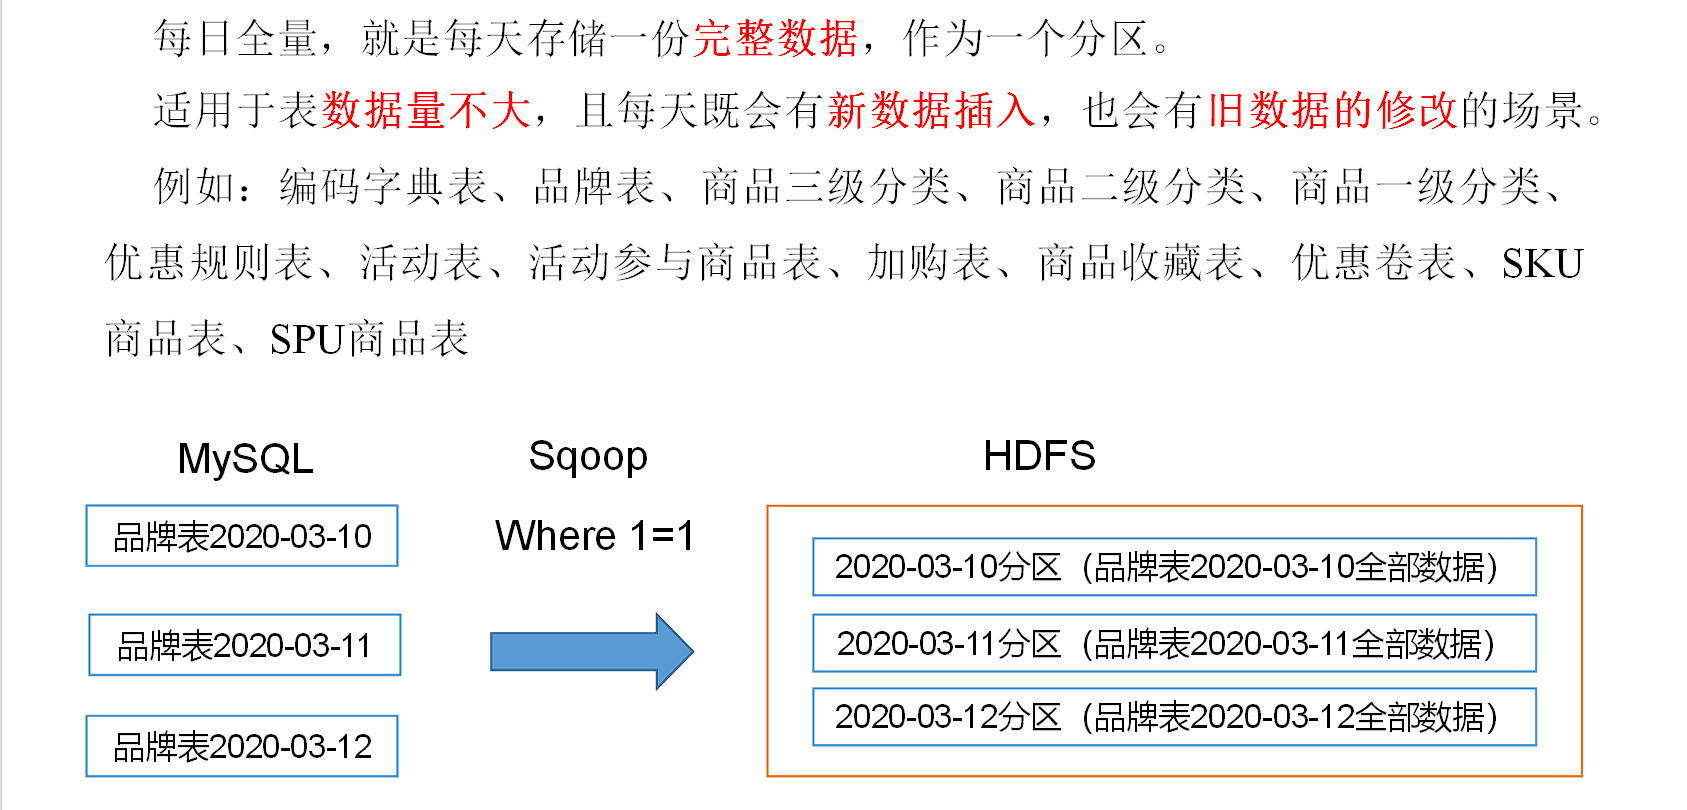 每日全量，就是每天存储一份完整数据，作为一个分区。
适用于表数据量不大，且每天既会有新数据插入，也会有旧数据的修改的场景。
例如：编码字典表、品牌表、商品三级分类、商品二级分类、商品一级分类、
优惠规则表、活动表、活动参与商品表、加购表、商品收藏表、优惠卷表、SKU
商品表、SPU商品表
MySQL
Sqoop
HDFS
品牌表2020-03-10
Where 1=1
2020-03-10分区（品牌表2020-03-10全部数据）
品牌表2020-03-11
2020-03-11分区（品牌表2020-03-11全部数据）
品牌表2020-03-12
2020-03-12分区（品牌表2020-03-12全部数据）